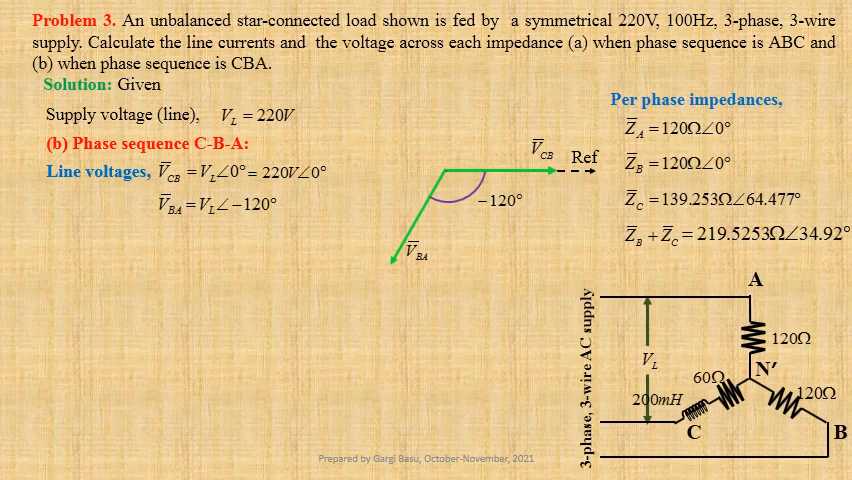 Problem 3. An unbalanced star-connected load shown is fed by a symmetrical 220V, 100Hz, 3-phase, 3-wire
supply. Calculate the line currents and the voltage across each impedance (a) when phase sequence is ABC and
(b) when phase sequence is CBA.
Solution: Given
Supply voltage (line), V_L = 220V
(b) Phase sequence C-B-A:
Line voltages, V̅_CB = V_L∠0° = 220V∠0°
V̅_BA = V_L∠−120°
V̅_CB Ref
−120°
V̅_BA
Per phase impedances,
Z̅_A = 120Ω∠0°
Z̅_B = 120Ω∠0°
Z̅_C = 139.253Ω∠64.477°
Z̅_B + Z̅_C = 219.5253Ω∠34.92°
3-phase, 3-wire AC supply
A
120Ω
V_L
N′
60Ω
120Ω
200mH
C
B
Prepared by Gargi Basu, October-November, 2021